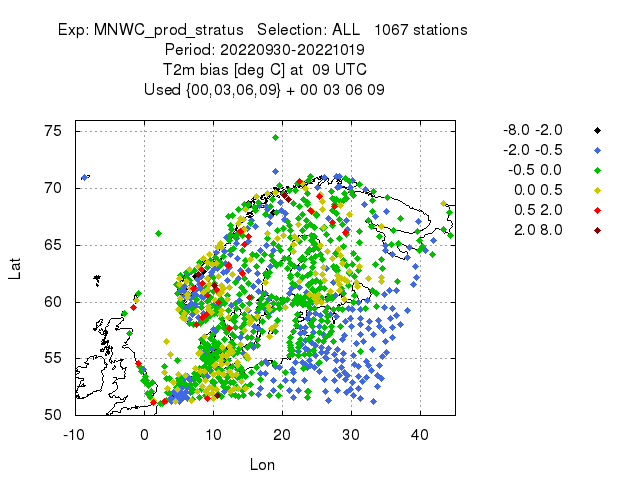 Exp: MNWC_prod_stratus Selection: ALL 1067 stations
Period: 20220930-20221019
T2m bias [deg C] at 09 UTC
Used {00,03,06,09} + 00 03 06 09
75
70
65
60
55
50
Lat
-10 0 10 20 30 40
Lon
-8.0 -2.0
-2.0 -0.5
-0.5 0.0
0.0 0.5
0.5 2.0
2.0 8.0